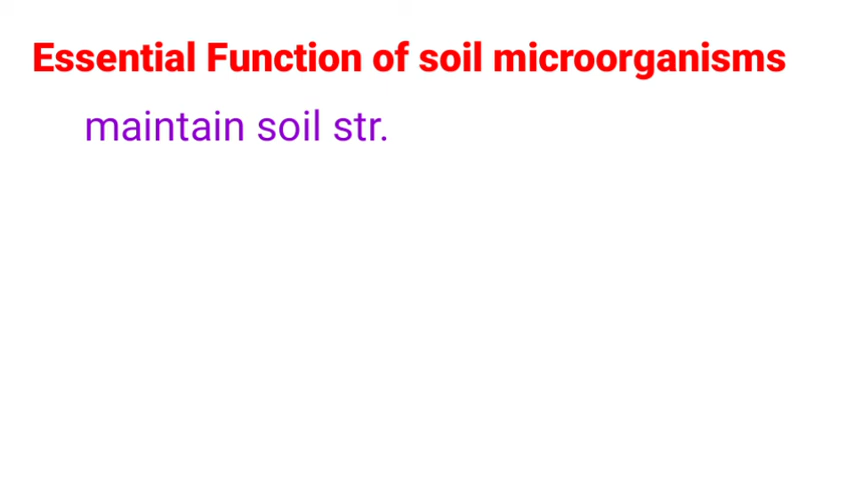 Essential Function of soil microorganisms
maintain soil str.